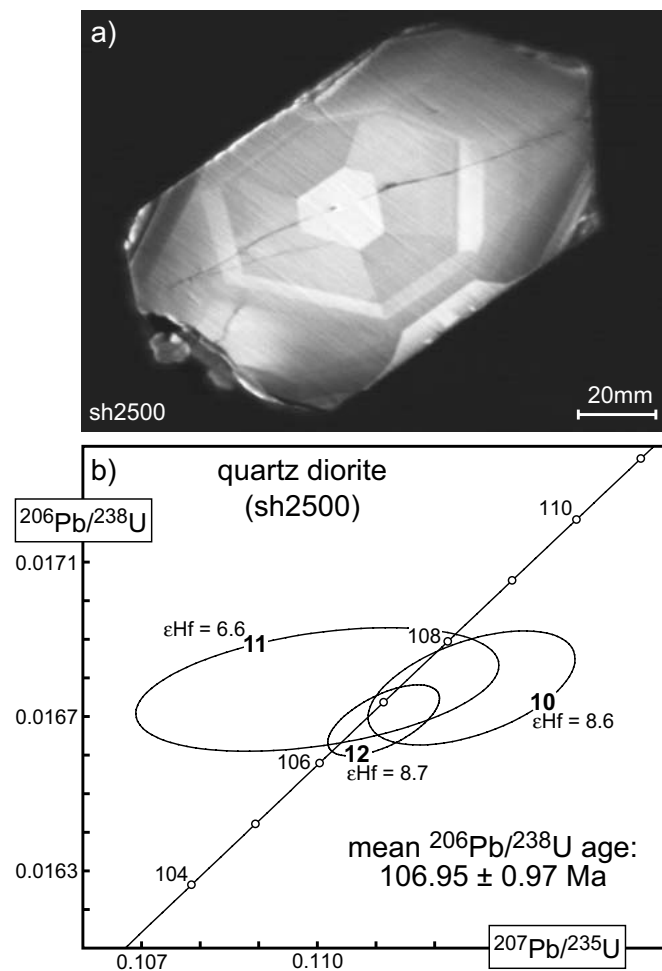 a)
sh2500
20mm
b)
quartz diorite
(sh2500)
206Pb/238U
110
0.0171
εHf = 6.6
11
108
0.0167
10
εHf = 8.6
12
106
εHf = 8.7
mean 206Pb/238U age:
106.95 ± 0.97 Ma
104
0.0163
207Pb/235U
0.107
0.110